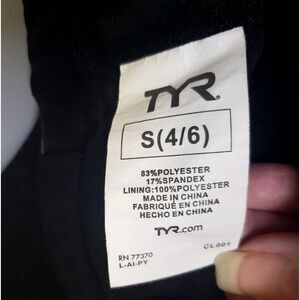 TYR
S(4/6)
83%POLYESTER
17%SPANDEX
LINING:100%POLYESTER
MADE IN CHINA
FABRIQUÉ EN CHINA
HECHO EN CHINA
TYR.com
RN 77370
L-AI-PY
CL001